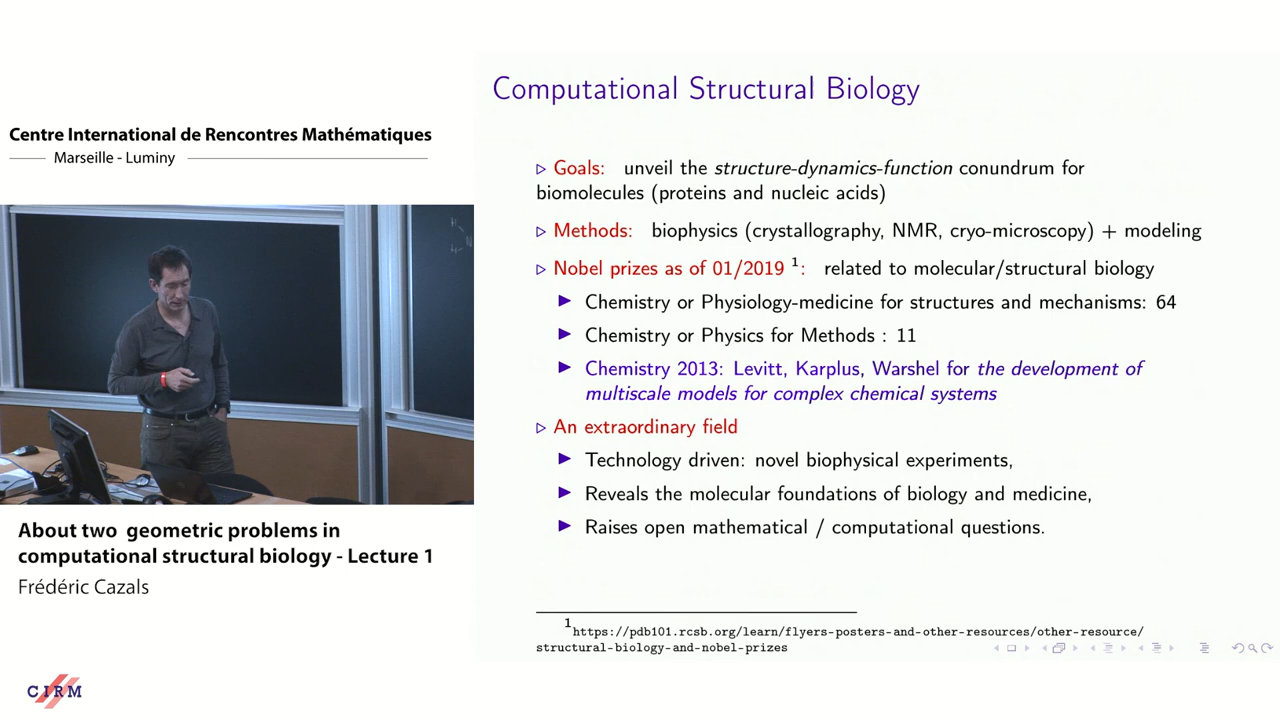 Centre International de Rencontres Mathématiques
Marseille - Luminy
About two geometric problems in
computational structural biology - Lecture 1
Frédéric Cazals
CIRM
Computational Structural Biology
▷ Goals: unveil the structure-dynamics-function conundrum for
biomolecules (proteins and nucleic acids)
▷ Methods: biophysics (crystallography, NMR, cryo-microscopy) + modeling
▷ Nobel prizes as of 01/2019 1: related to molecular/structural biology
▶ Chemistry or Physiology-medicine for structures and mechanisms: 64
▶ Chemistry or Physics for Methods : 11
▶ Chemistry 2013: Levitt, Karplus, Warshel for the development of
multiscale models for complex chemical systems
▷ An extraordinary field
▶ Technology driven: novel biophysical experiments,
▶ Reveals the molecular foundations of biology and medicine,
▶ Raises open mathematical / computational questions.
1https://pdb101.rcsb.org/learn/flyers-posters-and-other-resources/other-resource/
structural-biology-and-nobel-prizes